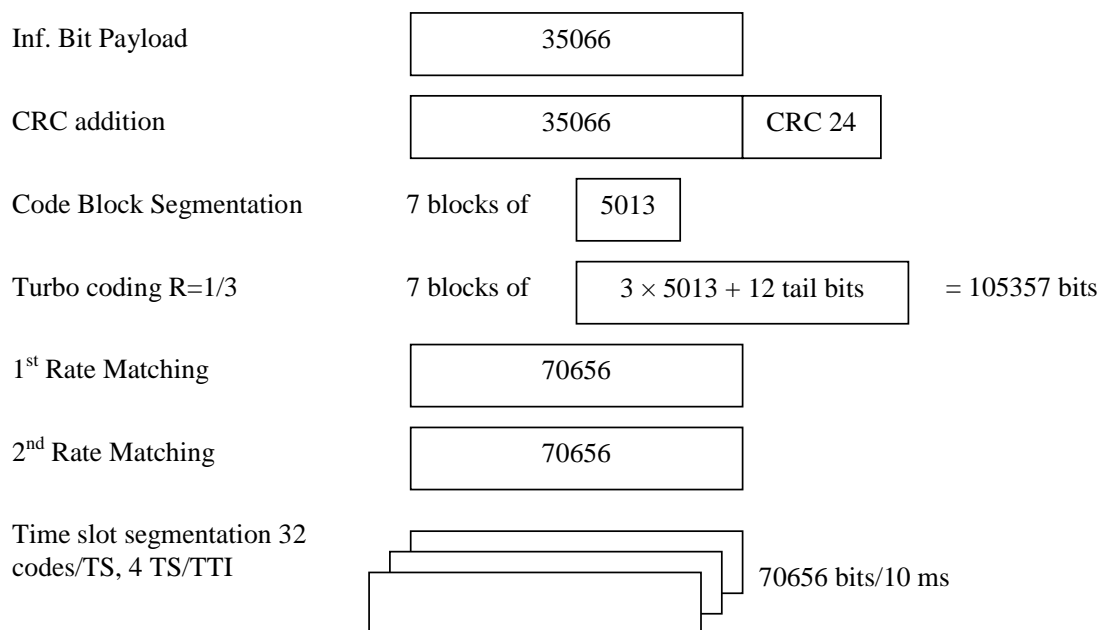 Inf. Bit Payload 35066
CRC addition 35066 CRC 24
Code Block Segmentation 7 blocks of 5013
Turbo coding R=1/3 7 blocks of 3 × 5013 + 12 tail bits = 105357 bits
1st Rate Matching 70656
2nd Rate Matching 70656
Time slot segmentation 32
codes/TS, 4 TS/TTI
70656 bits/10 ms